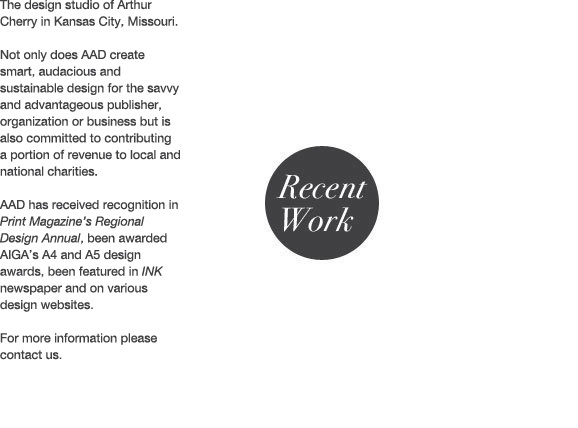 The design studio of Arthur
Cherry in Kansas City, Missouri.
Not only does AAD create
smart, audacious and
sustainable design for the savvy
and advantageous publisher,
organization or business but is
also committed to contributing
a portion of revenue to local and
national charities.
AAD has received recognition in
Print Magazine's Regional
Design Annual, been awarded
AIGA's A4 and A5 design
awards, been featured in INK
newspaper and on various
design websites.
For more information please
contact us.
Recent
Work